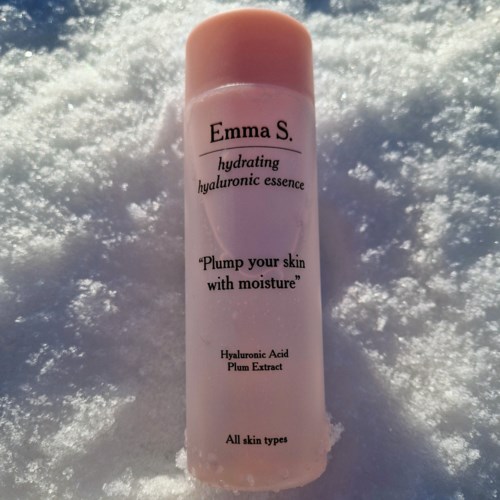 Emma S.
hydrating
hyaluronic essence
“Plump your skin
with moisture”
Hyaluronic Acid
Plum Extract
All skin types